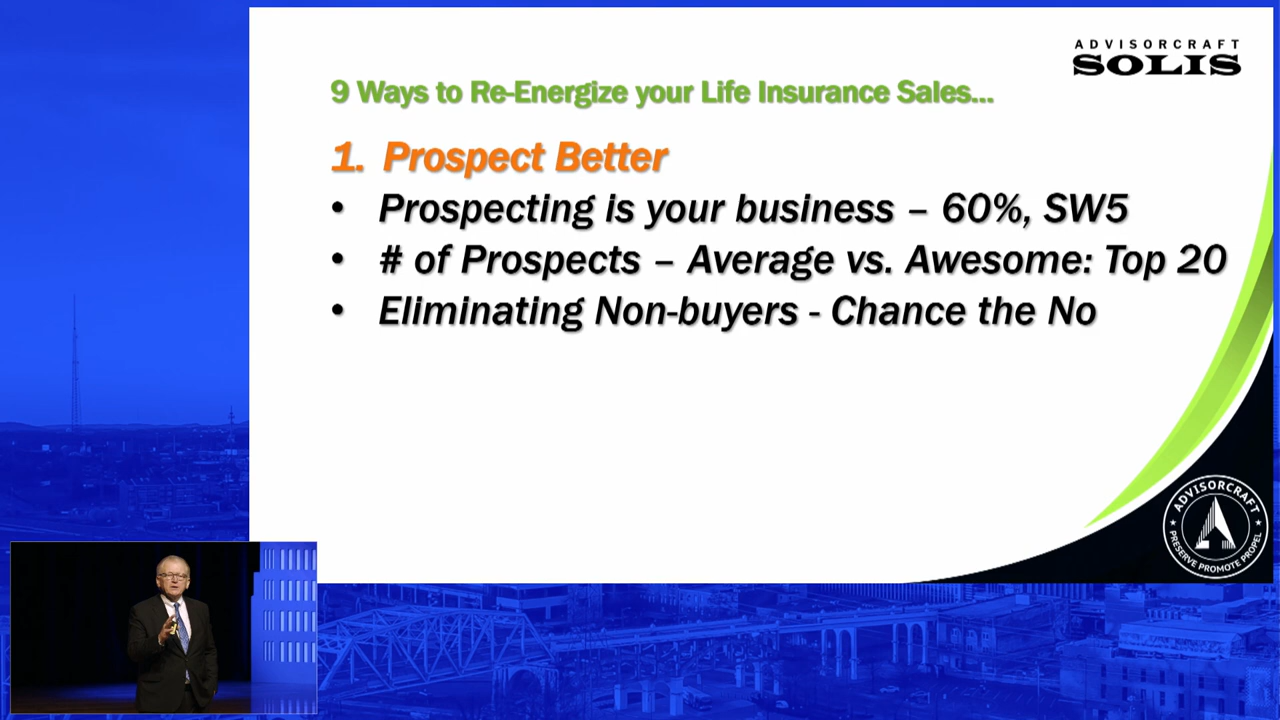 ADVISORCRAFT
SOLIS
9 Ways to Re-Energize your Life Insurance Sales...
1. Prospect Better
• Prospecting is your business – 60%, SW5
• # of Prospects – Average vs. Awesome: Top 20
• Eliminating Non-buyers - Chance the No
ADVISORCRAFT
PRESERVE PROMOTE PROPEL